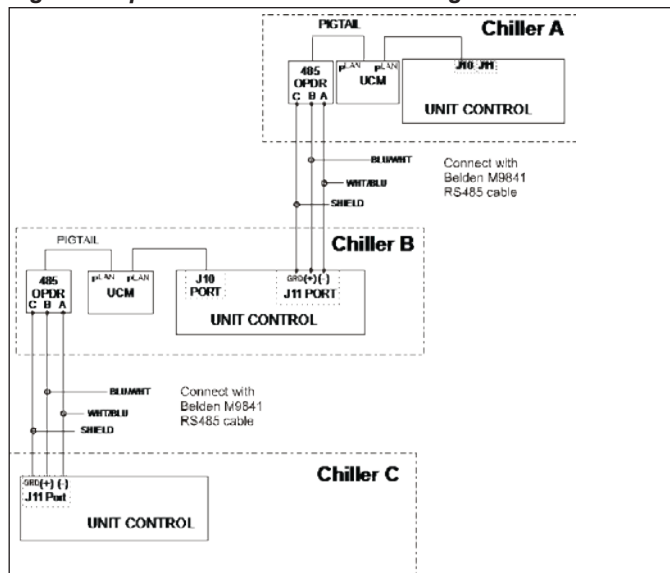 PIGTAIL
Chiller A
485
OPDR
C B A
pLAN pLAN
UCM
J10 J11
UNIT CONTROL
BLU/WHT
WHT/BLU
SHIELD
Connect with
Belden M9841
RS485 cable
Chiller B
PIGTAIL
485
OPDR
C B A
pLAN pLAN
UCM
J10
PORT
GRD(+) (-)
J11 PORT
UNIT CONTROL
BLU/WHT
WHT/BLU
SHIELD
Connect with
Belden M9841
RS485 cable
Chiller C
GRD(+) (-)
J11 Port
UNIT CONTROL